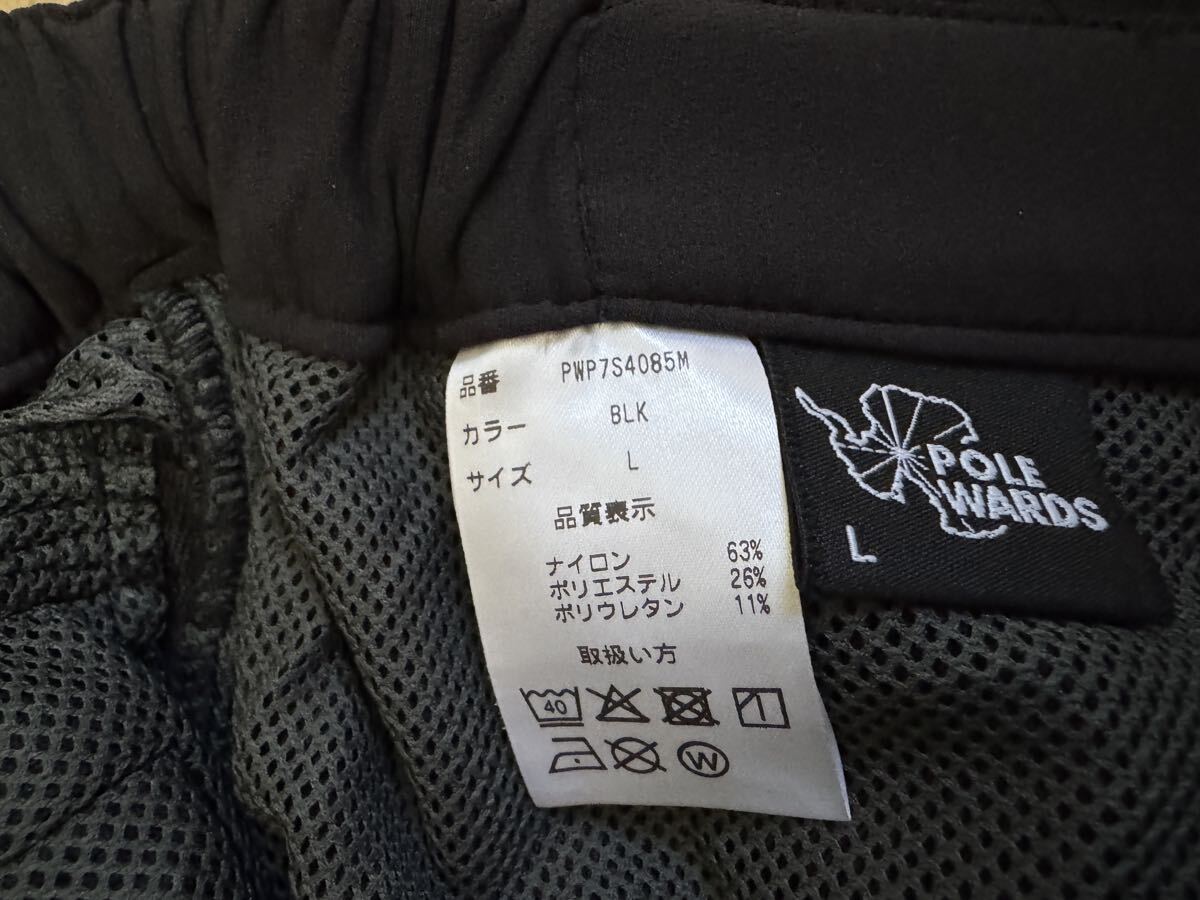 品番 PWP7S4085M
カラー BLK
サイズ L
品質表示
ナイロン 63%
ポリエステル 26%
ポリウレタン 11%
取扱い方
40
W
POLE
WARDS
L